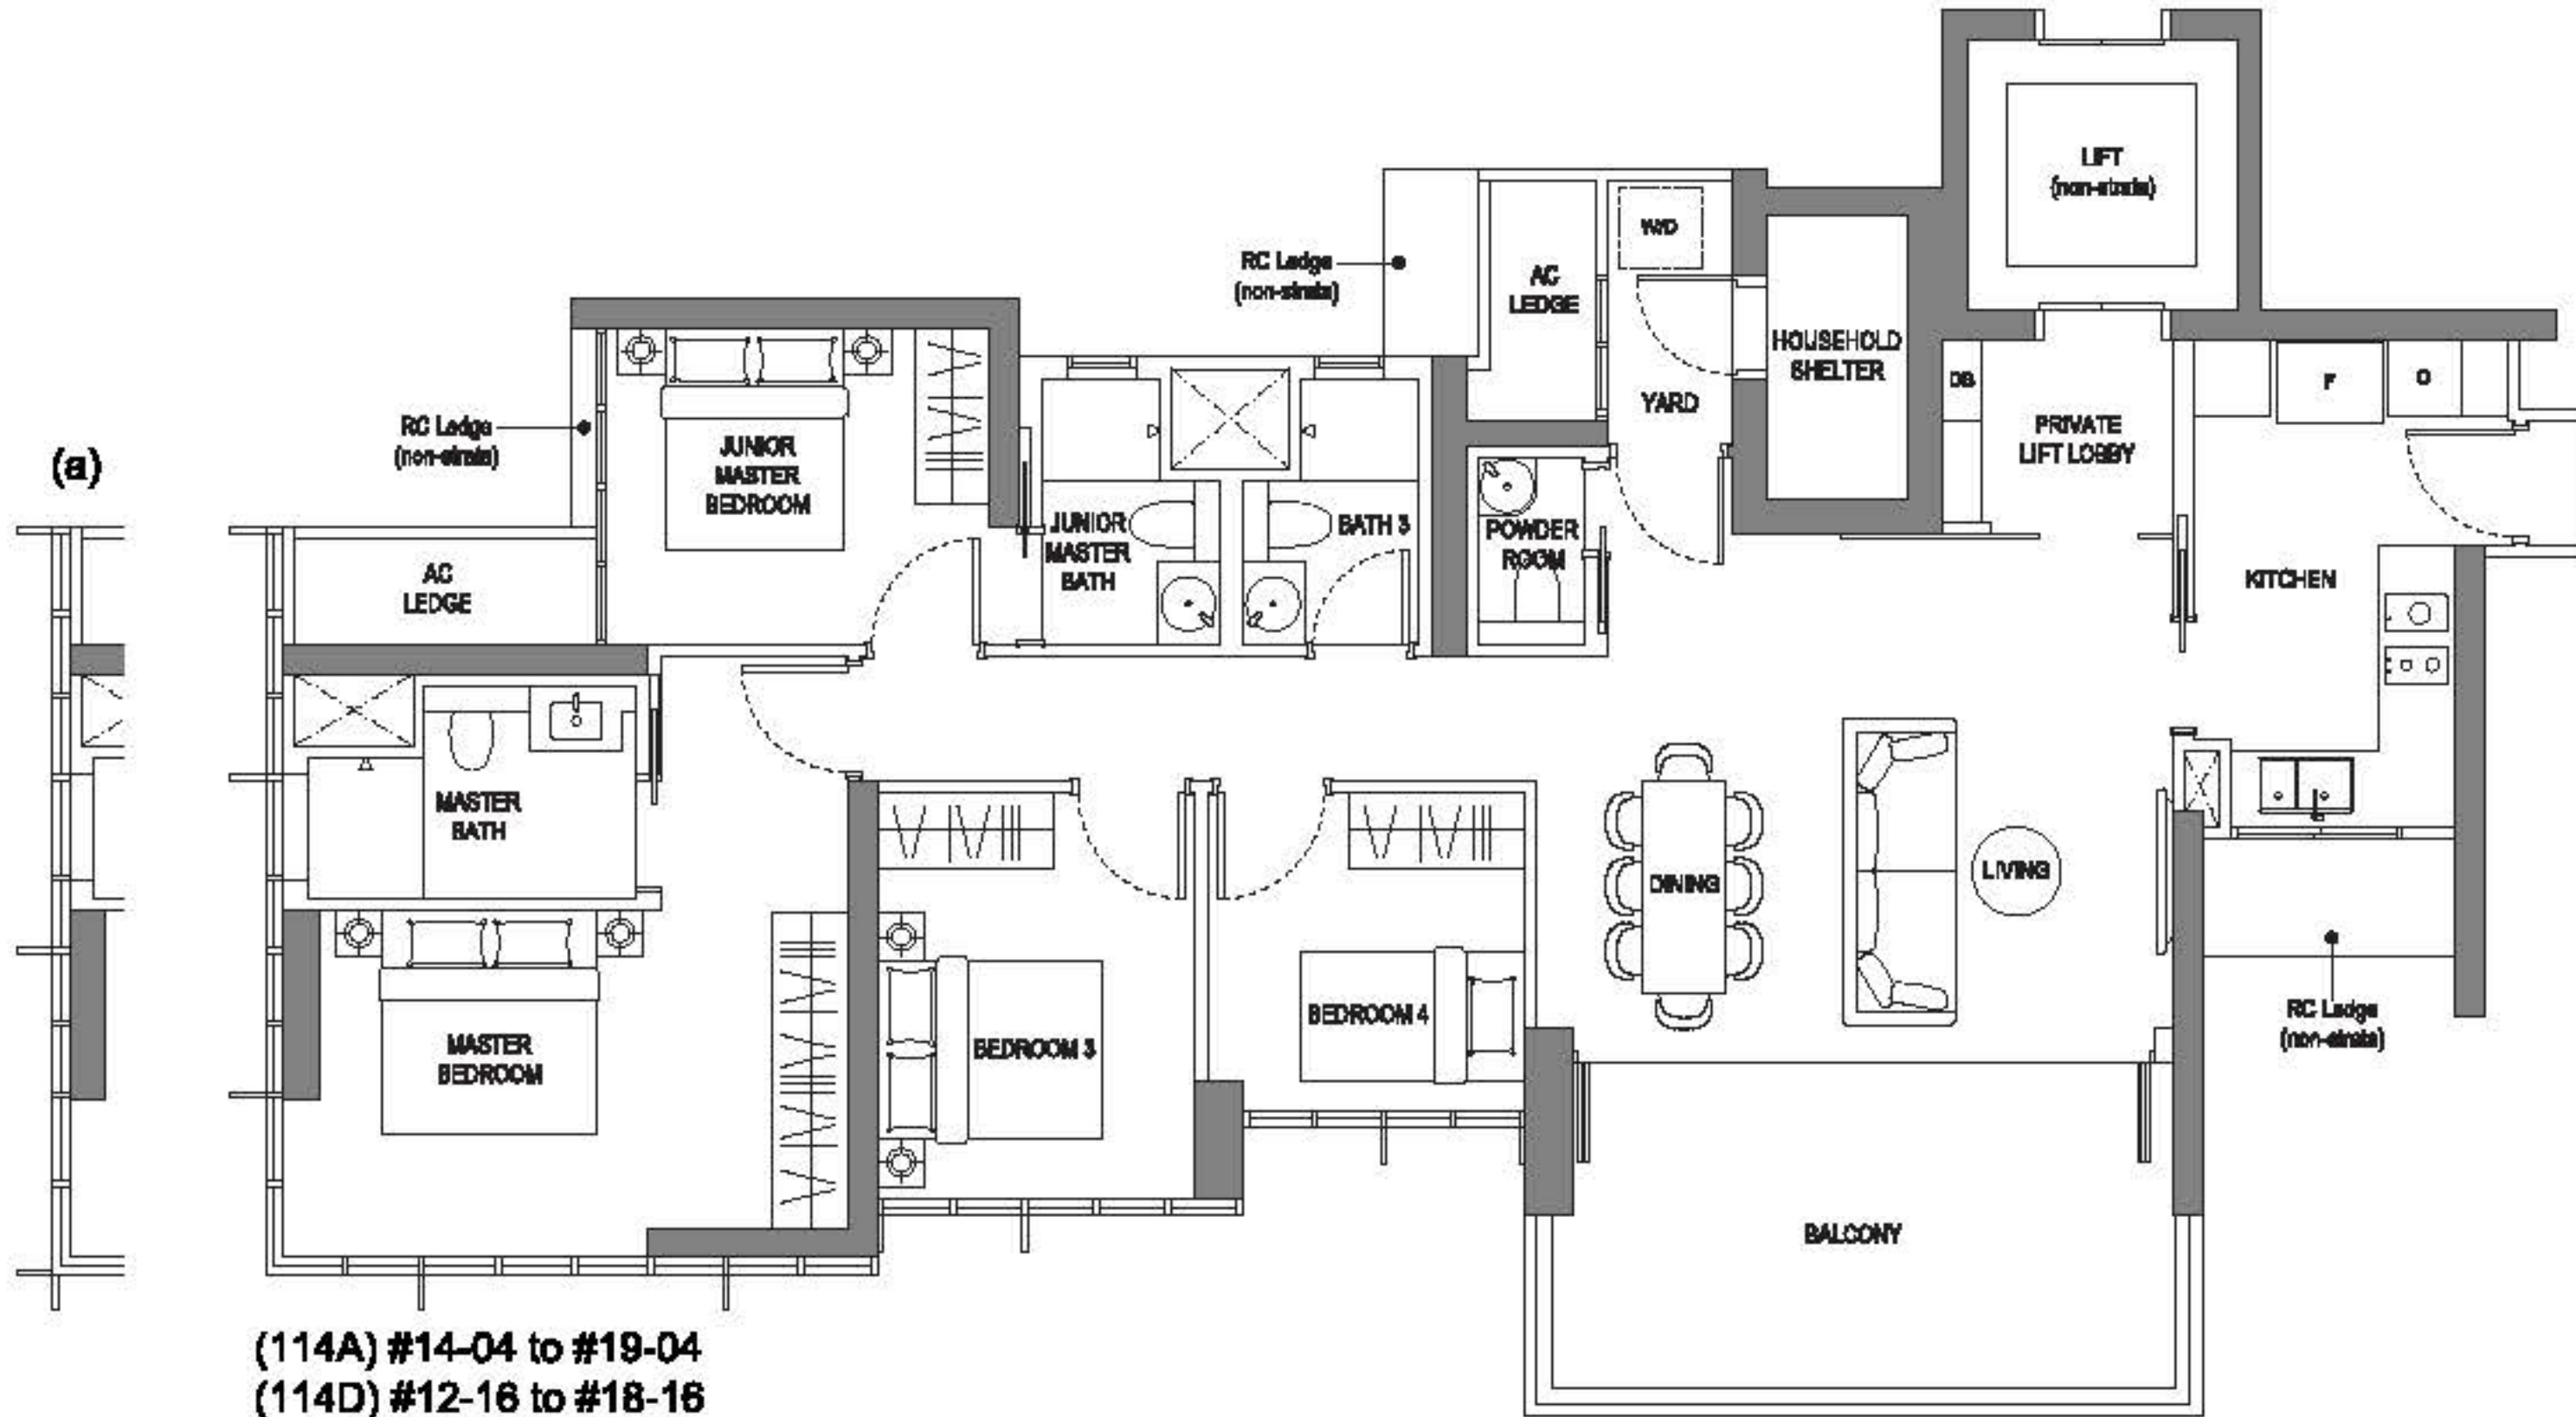 LIFT
(non-strata)
W/D
RC Ledge
(non-strata)
AC
LEDGE
HOUSEHOLD
SHELTER
YARD
DB
F
O
PRIVATE
LIFT LOBBY
(a)
RC Ledge
(non-strata)
JUNIOR
MASTER
BEDROOM
JUNIOR
MASTER
BATH
BATH 3
POWDER
ROOM
KITCHEN
AC
LEDGE
MASTER
BATH
DINING
LIVING
MASTER
BEDROOM
BEDROOM 3
BEDROOM 4
RC Ledge
(non-strata)
BALCONY
(114A) #14-04 to #19-04
(114D) #12-16 to #18-16